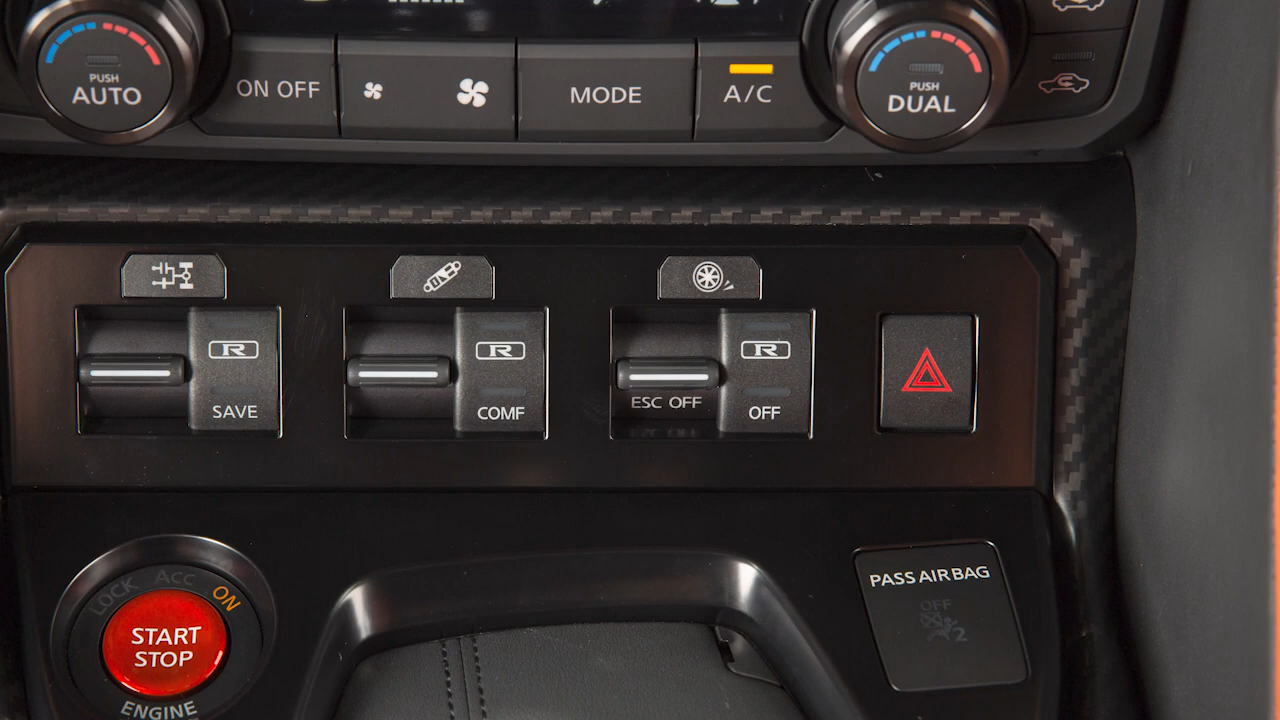 PUSH
AUTO
ON OFF
MODE
A/C
PUSH
DUAL
R
SAVE
R
COMF
ESC OFF
R
OFF
LOCK ACC ON
START
STOP
ENGINE
PASS AIR BAG
OFF
2